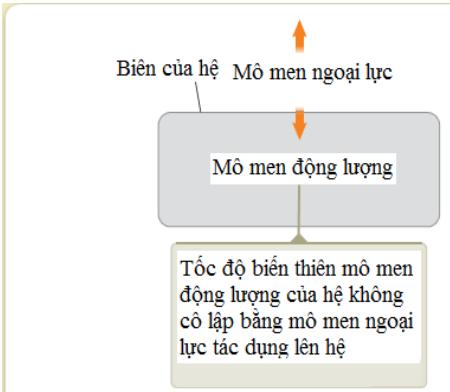 Biên của hệ Mô men ngoại lực
Mô men động lượng
Tốc độ biến thiên mô men
động lượng của hệ không
cô lập bằng mô men ngoại
lực tác dụng lên hệ